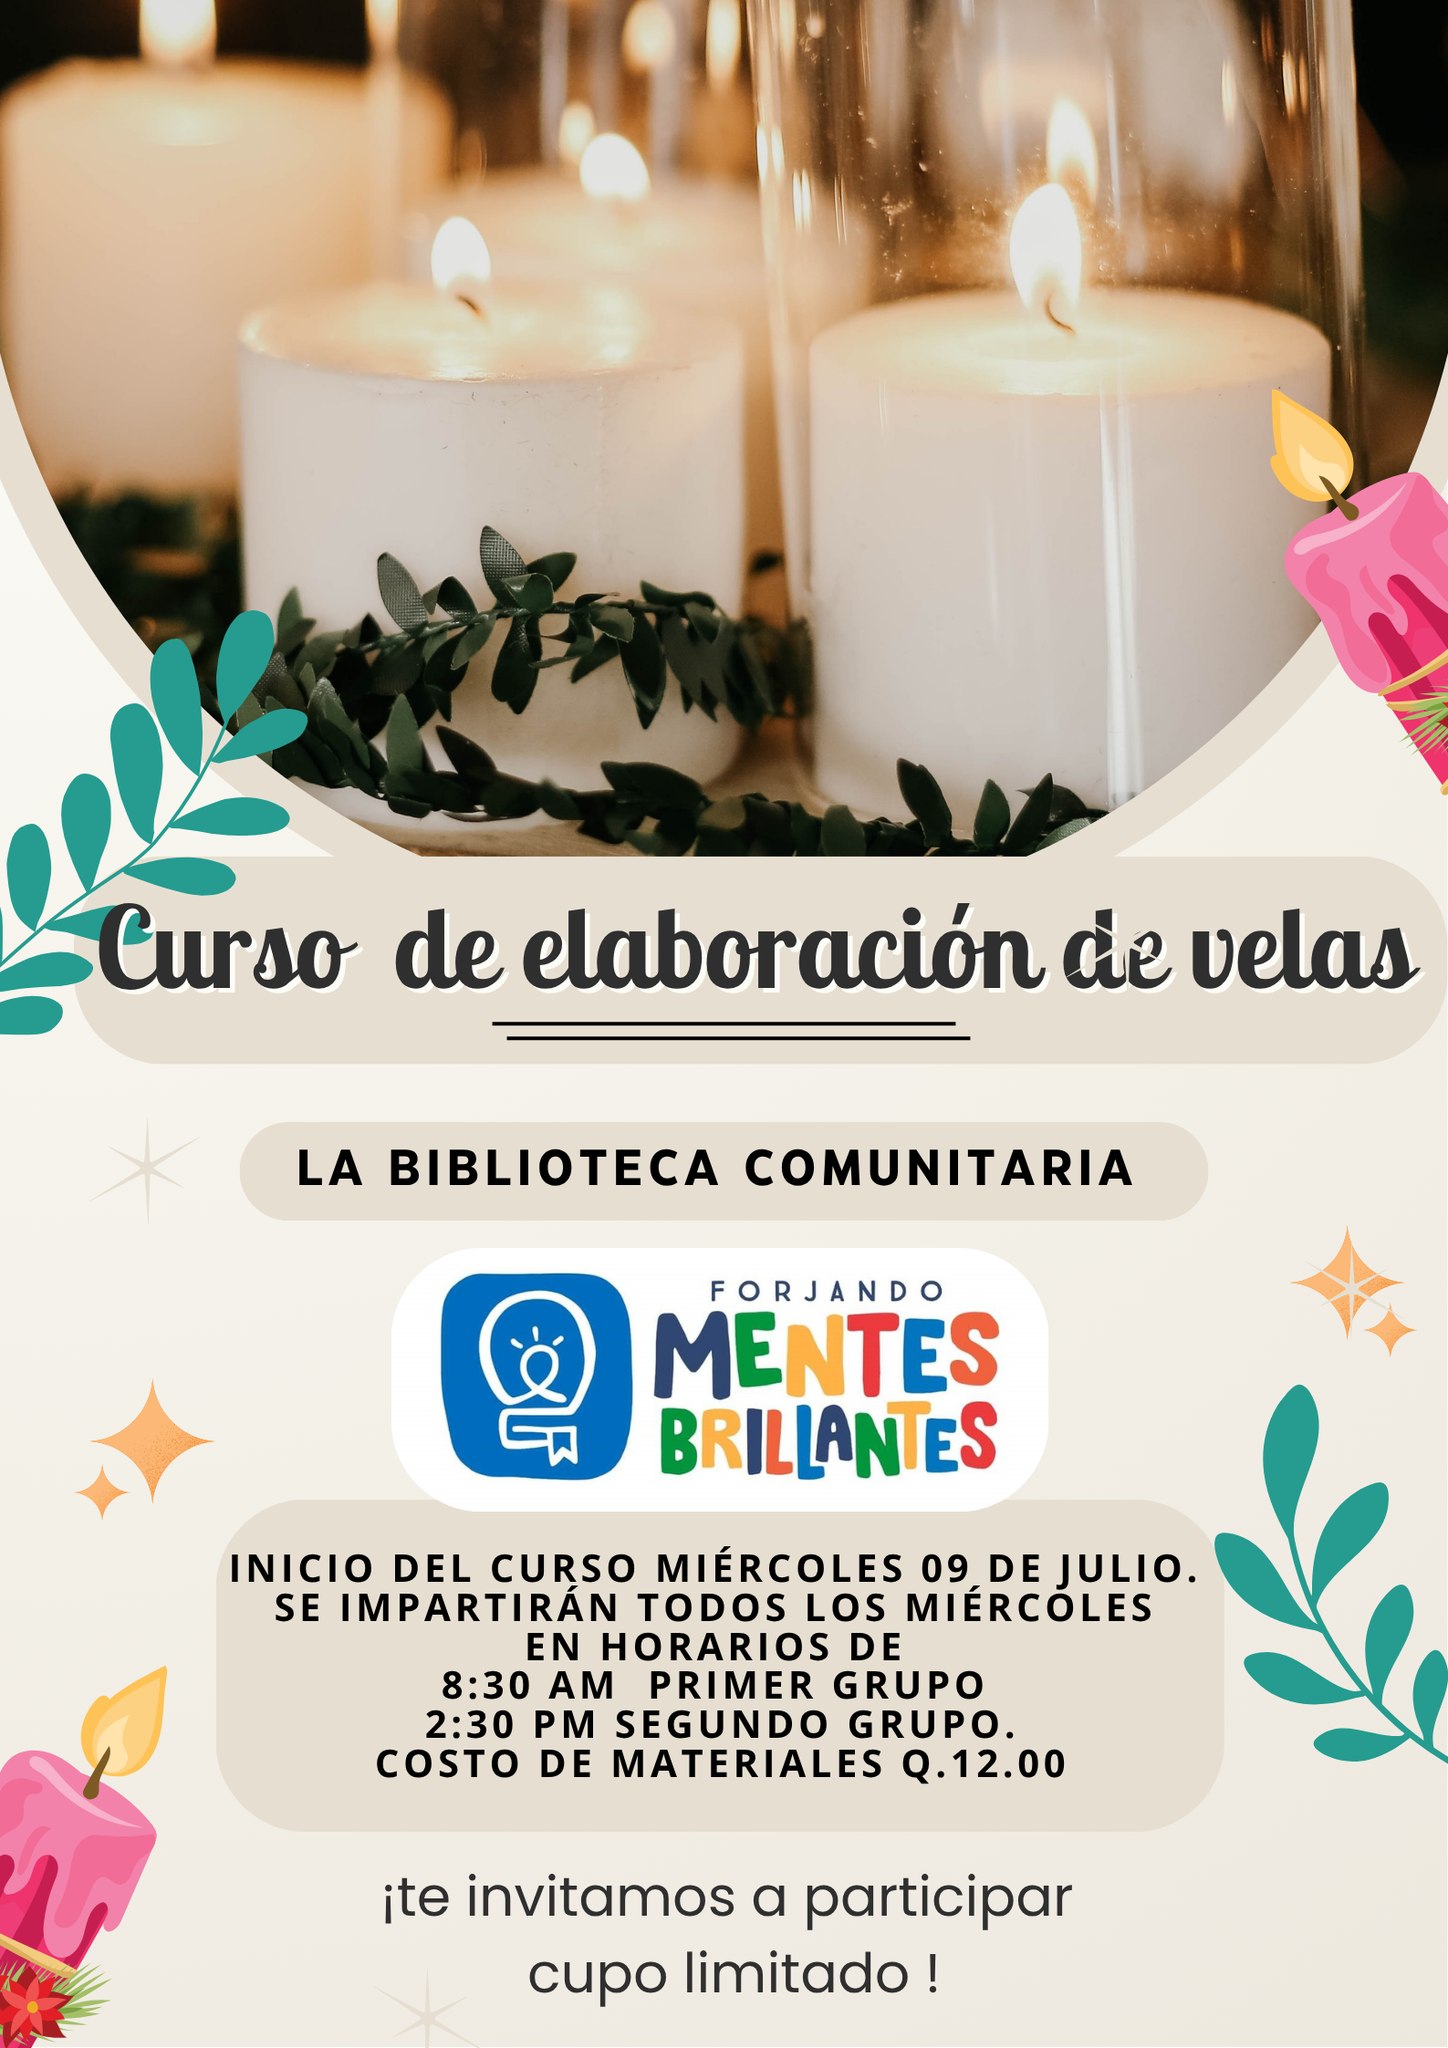 Curso de elaboración de velas
LA BIBLIOTECA COMUNITARIA
FORJANDO
MENTES
BRILLANTES
INICIO DEL CURSO MIÉRCOLES 09 DE JULIO.
SE IMPARTIRÁN TODOS LOS MIÉRCOLES
EN HORARIOS DE
8:30 AM PRIMER GRUPO
2:30 PM SEGUNDO GRUPO.
COSTO DE MATERIALES Q.12.00
¡te invitamos a participar
cupo limitado !